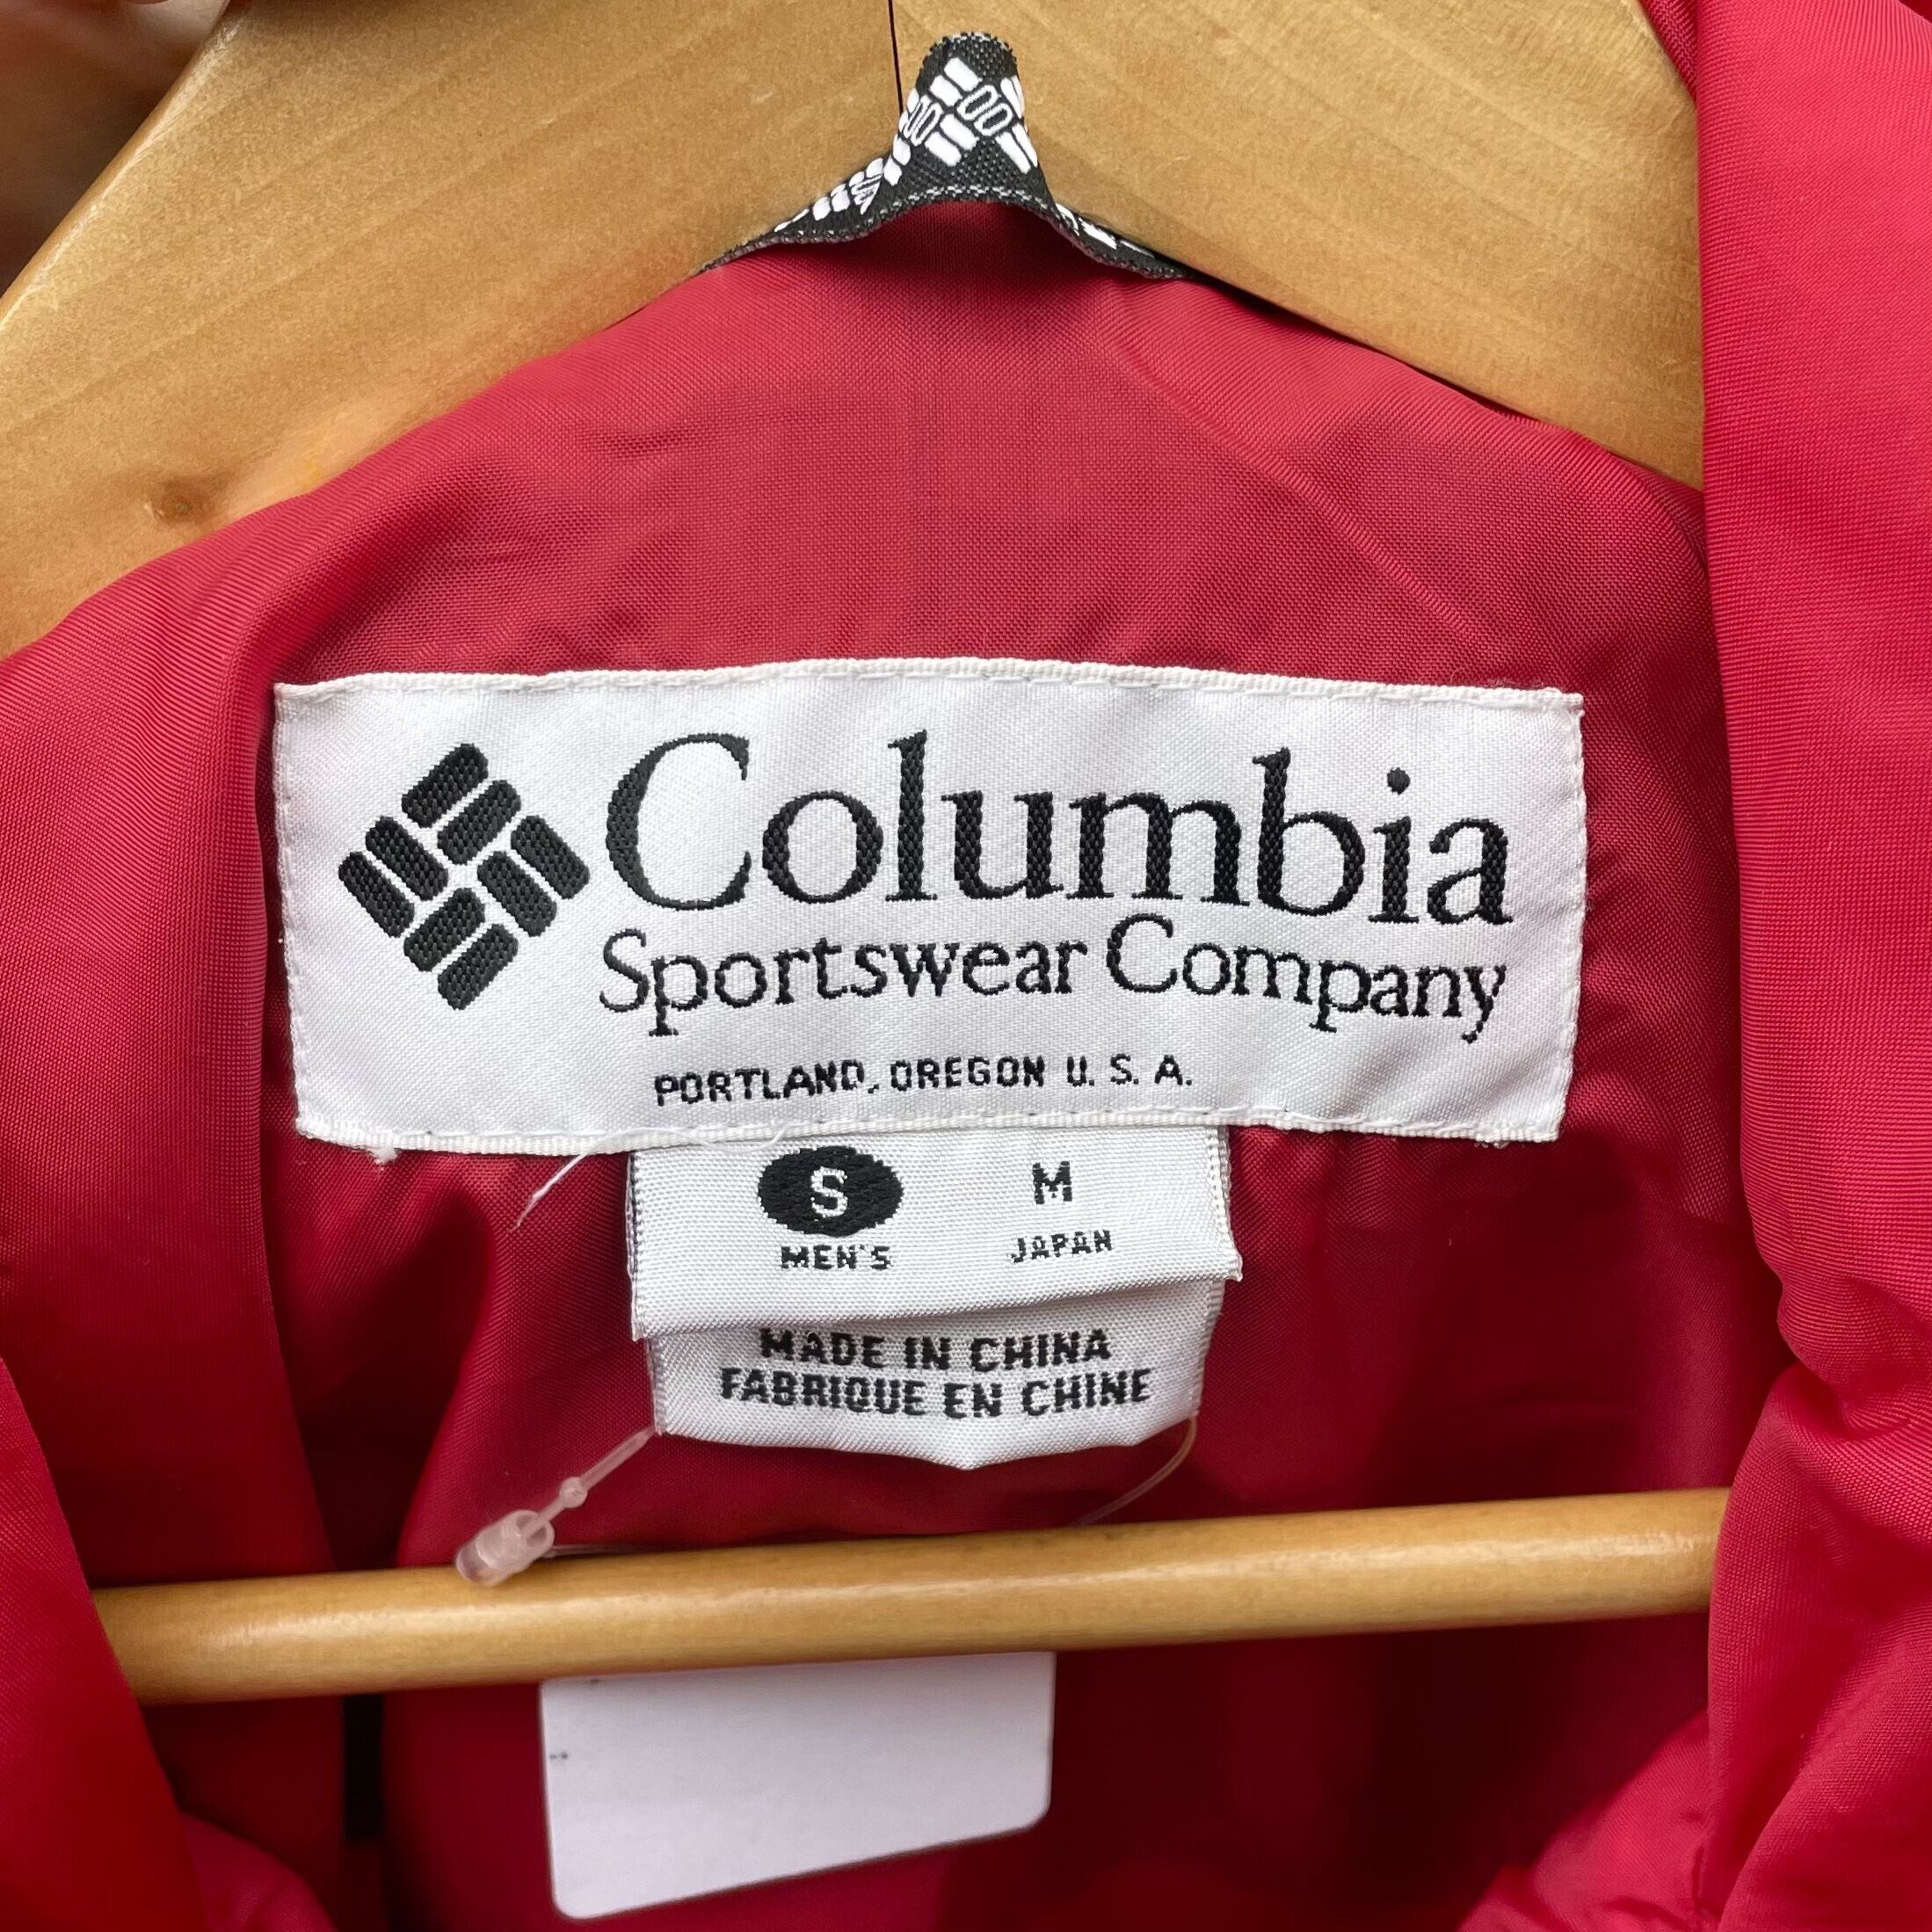 Columbia
Sportswear Company
PORTLAND, OREGON U. S. A.
S M
MEN'S JAPAN
MADE IN CHINA
FABRIQUE EN CHINE